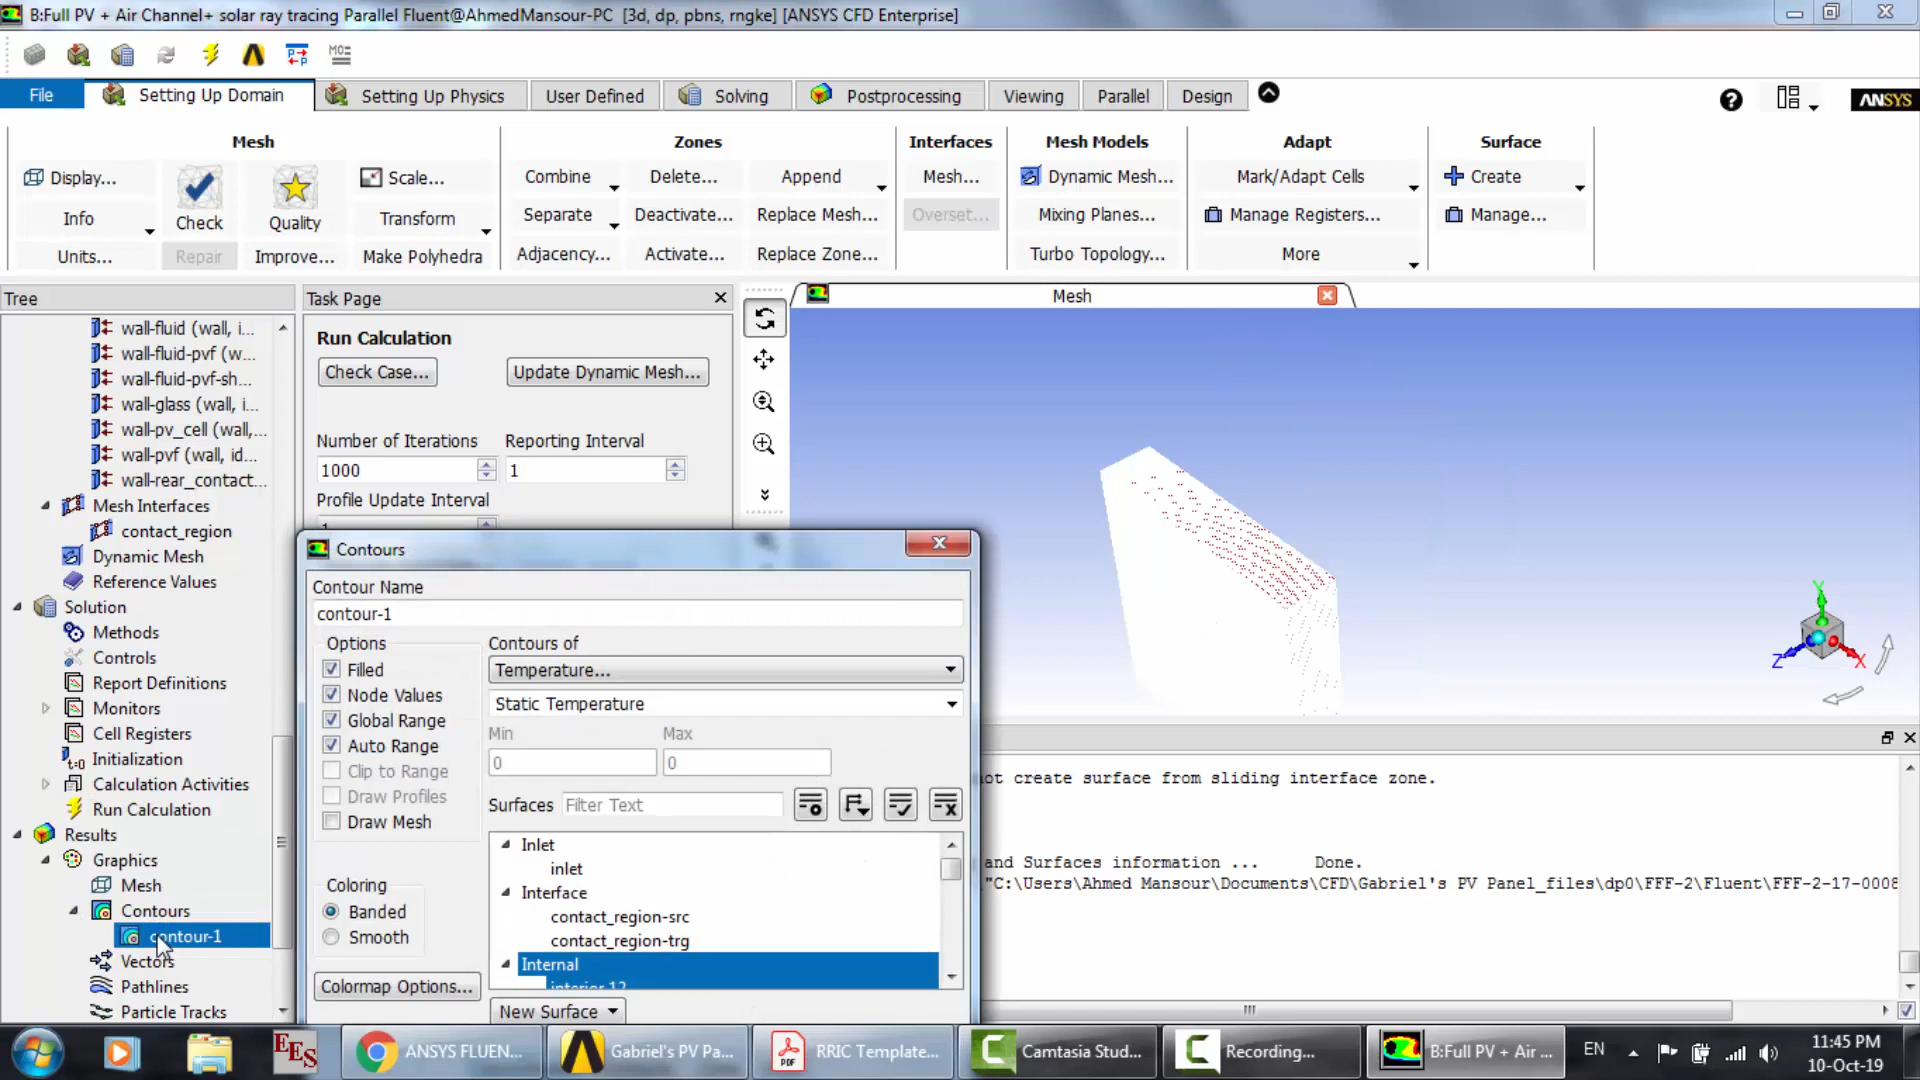 B:Full PV + Air Channel+ solar ray tracing Parallel Fluent@AhmedMansour-PC [3d, dp, pbns, rngke] [ANSYS CFD Enterprise]
File
Setting Up Domain
Setting Up Physics
User Defined
Solving
Postprocessing
Viewing
Parallel
Design
ANSYS
Mesh
Zones
Interfaces
Mesh Models
Adapt
Surface
Display...
Scale...
Combine
Delete...
Append
Mesh...
Dynamic Mesh...
Mark/Adapt Cells
Create
Info
Check
Quality
Transform
Separate
Deactivate...
Replace Mesh...
Overset...
Mixing Planes...
Manage Registers...
Manage...
Units...
Repair
Improve...
Make Polyhedra
Adjacency...
Activate...
Replace Zone...
Turbo Topology...
More
Tree
wall-fluid (wall, i...
wall-fluid-pvf (w...
wall-fluid-pvf-sh...
wall-glass (wall, i...
wall-pv_cell (wall,...
wall-pvf (wall, id...
wall-rear_contact...
Mesh Interfaces
contact_region
Dynamic Mesh
Reference Values
Solution
Methods
Controls
Report Definitions
Monitors
Cell Registers
Initialization
Calculation Activities
Run Calculation
Results
Graphics
Mesh
Contours
contour-1
Vectors
Pathlines
Particle Tracks
Task Page
Run Calculation
Check Case...
Update Dynamic Mesh...
Number of Iterations
Reporting Interval
1000
1
Profile Update Interval
Contours
Contour Name
contour-1
Options
Filled
Node Values
Global Range
Auto Range
Clip to Range
Draw Profiles
Draw Mesh
Coloring
Banded
Smooth
Colormap Options...
Contours of
Temperature...
Static Temperature
Min
Max
0
0
Surfaces
Filter Text
Inlet
inlet
Interface
contact_region-src
contact_region-trg
Internal
interior 12
New Surface
Mesh
Y
Z
X
not create surface from sliding interface zone.
and Surfaces information ... Done.
"C:\Users\Ahmed Mansour\Documents\CFD\Gabriel's PV Panel_files\dp0\FFF-2\Fluent\FFF-2-17-0008
EES
ANSYS FLUEN...
Gabriel's PV Pa...
RRIC Template...
Camtasia Stud...
Recording...
B:Full PV + Air ...
EN
11:45 PM
10-Oct-19